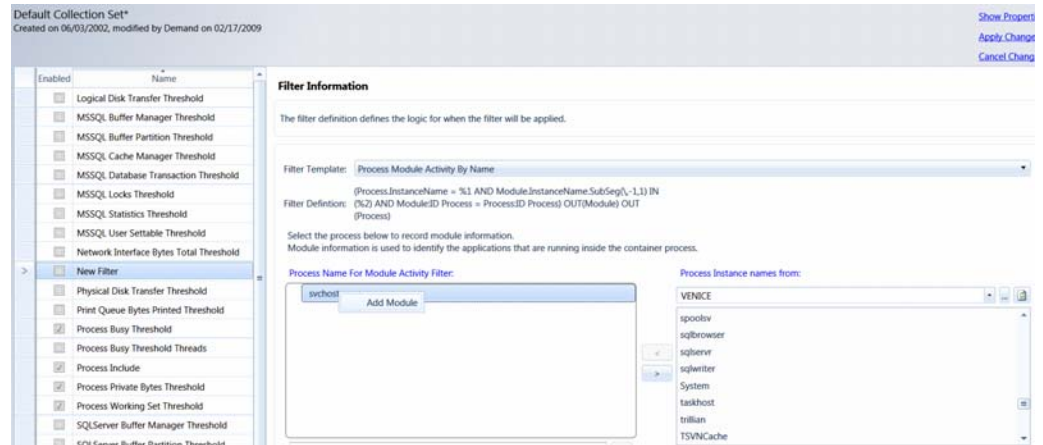 Default Collection Set*
Created on 06/03/2002, modified by Demand on 02/17/2009
Show Properti
Apply Change
Cancel Chang
Enabled Name
Logical Disk Transfer Threshold
MSSQL Buffer Manager Threshold
MSSQL Buffer Partition Threshold
MSSQL Cache Manager Threshold
MSSQL Database Transaction Threshold
MSSQL Locks Threshold
MSSQL Statistics Threshold
MSSQL User Settable Threshold
Network Interface Bytes Total Threshold
> New Filter
Physical Disk Transfer Threshold
Print Queue Bytes Printed Threshold
Process Busy Threshold
Process Busy Threshold Threads
Process Include
Process Private Bytes Threshold
Process Working Set Threshold
SQLServer Buffer Manager Threshold
SQLServer Buffer Partition Threshold
Filter Information
The filter definition defines the logic for when the filter will be applied.
Filter Template: Process Module Activity By Name
Filter Defintion: (Process.InstanceName = %1 AND Module.InstanceName.SubSeg(\,-1,1) IN
(%2) AND Module:ID Process = Process:ID Process) OUT(Module) OUT
(Process)
Select the process below to record module information.
Module information is used to identify the applications that are running inside the container process.
Process Name For Module Activity Filter:
svchost
Add Module
<
>
Process Instance names from:
VENICE
...
spoolsv
sqlbrowser
sqlservr
sqlwriter
System
taskhost
trillian
TSVNCache